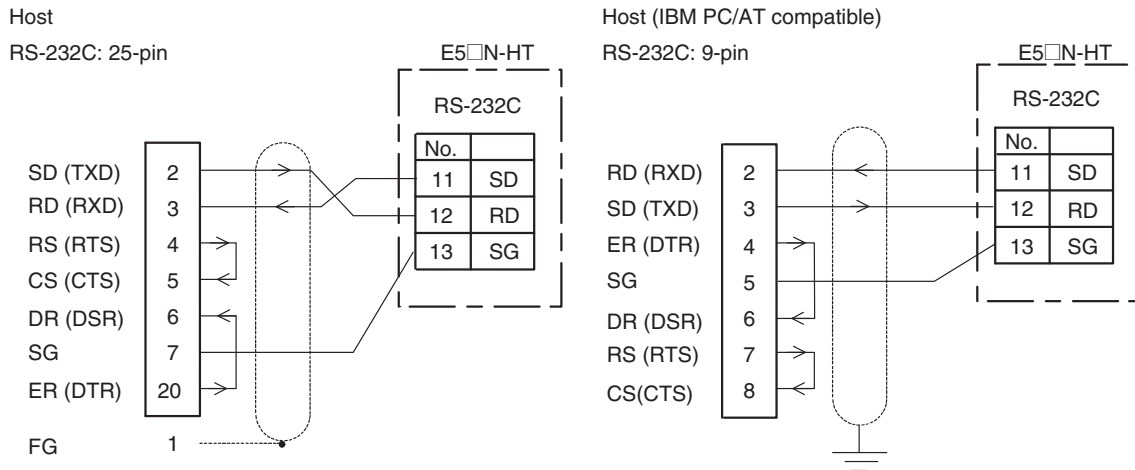 Host
RS-232C: 25-pin
E5□N-HT
RS-232C
No.
11 SD
12 RD
13 SG
SD (TXD) 2
RD (RXD) 3
RS (RTS) 4
CS (CTS) 5
DR (DSR) 6
SG 7
ER (DTR) 20
FG 1
Host (IBM PC/AT compatible)
RS-232C: 9-pin
E5□N-HT
RS-232C
No.
11 SD
12 RD
13 SG
RD (RXD) 2
SD (TXD) 3
ER (DTR) 4
SG 5
DR (DSR) 6
RS (RTS) 7
CS(CTS) 8